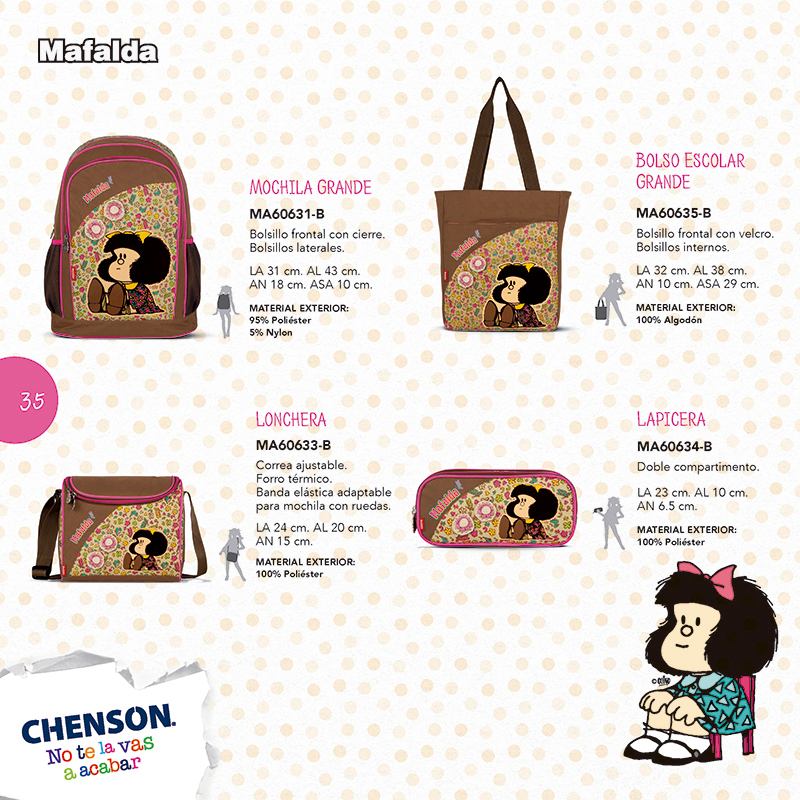 Mafalda
MOCHILA GRANDE
MA60631-B
Bolsillo frontal con cierre.
Bolsillos laterales.
LA 31 cm. AL 43 cm.
AN 18 cm. ASA 10 cm.
MATERIAL EXTERIOR:
95% Poliéster
5% Nylon
Mafalda
BOLSO ESCOLAR
GRANDE
MA60635-B
Bolsillo frontal con velcro.
Bolsillos internos.
LA 32 cm. AL 38 cm.
AN 10 cm. ASA 29 cm.
MATERIAL EXTERIOR:
100% Algodón
Mafalda
35
LONCHERA
MA60633-B
Correa ajustable.
Forro térmico.
Banda elástica adaptable
para mochila con ruedas.
LA 24 cm. AL 20 cm.
AN 15 cm.
MATERIAL EXTERIOR:
100% Poliéster
Mafalda
LAPICERA
MA60634-B
Doble compartimento.
LA 23 cm. AL 10 cm.
AN 6.5 cm.
MATERIAL EXTERIOR:
100% Poliéster
Mafalda
CHENSON.
No te la vas
a acabar